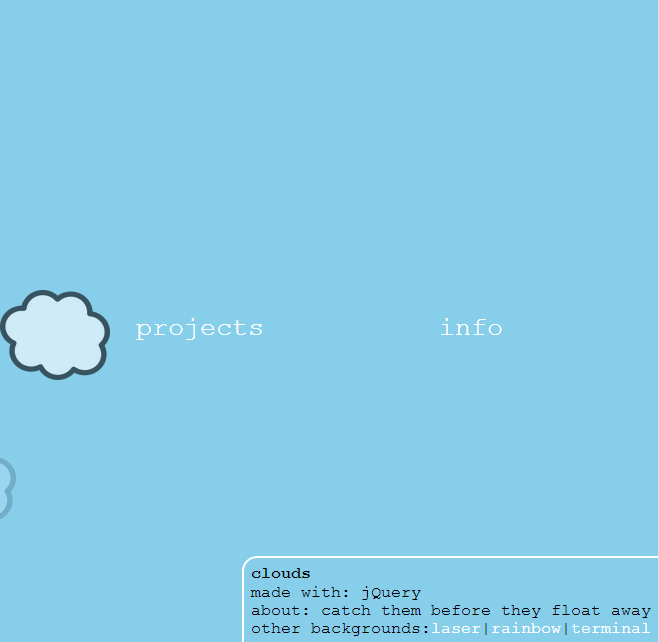 projects info
clouds
made with: jQuery
about: catch them before they float away
other backgrounds:laser|rainbow|terminal